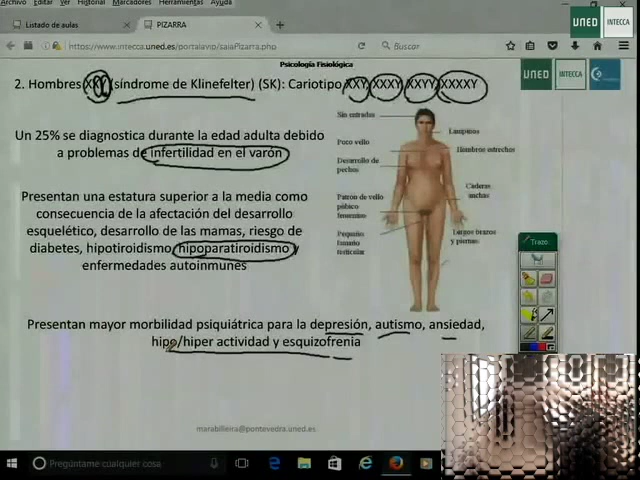 Archivo Editar Ver Historial Marcadores Herramientas Ayuda
Listado de aulas
PIZARRA
https://www.intecca.uned.es/portalavip/salaPizarra.php
Buscar
UNED
INTECCA
Psicología Fisiológica
2. Hombres XXY (síndrome de Klinefelter) (SK): Cariotipo XXY XXXY XXYY XXXXY
UNED
INTECCA
Sin entradas
Lampiños
Poco vello
Hombros estrechos
Desarrollo de
pechos
Caderas
anchas
Patrón de vello
púbico
femenino
Pequeño
tamaño
testicular
Largos brazos
y piernas
Un 25% se diagnostica durante la edad adulta debido
a problemas de infertilidad en el varón
Presentan una estatura superior a la media como
consecuencia de la afectación del desarrollo
esquelético, desarrollo de las mamas, riesgo de
diabetes, hipotiroidismo, hipoparatiroidismo y
enfermedades autoinmunes
Trazo
Presentan mayor morbilidad psiquiátrica para la depresión, autismo, ansiedad,
hipo/hiper actividad y esquizofrenia
marabilleira@pontevedra.uned.es
Pregúntame cualquier cosa